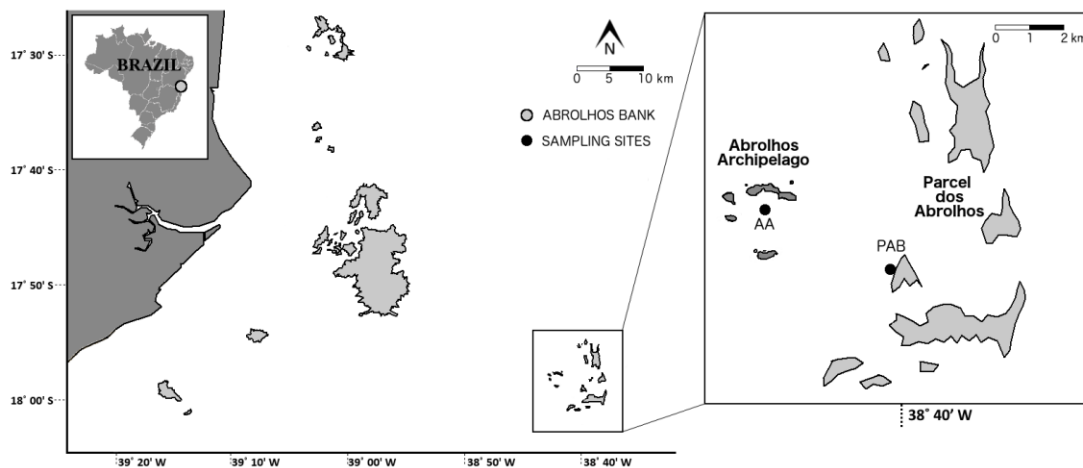 BRAZIL
17° 30' S
17° 40' S
17° 50' S
18° 00' S
39° 20' W
39° 10' W
39° 00' W
38° 50' W
38° 40' W
N
0 5 10 km
ABROLHOS BANK
SAMPLING SITES
0 1 2 km
Abrolhos
Archipelago
AA
Parcel
dos
Abrolhos
PAB
38° 40' W